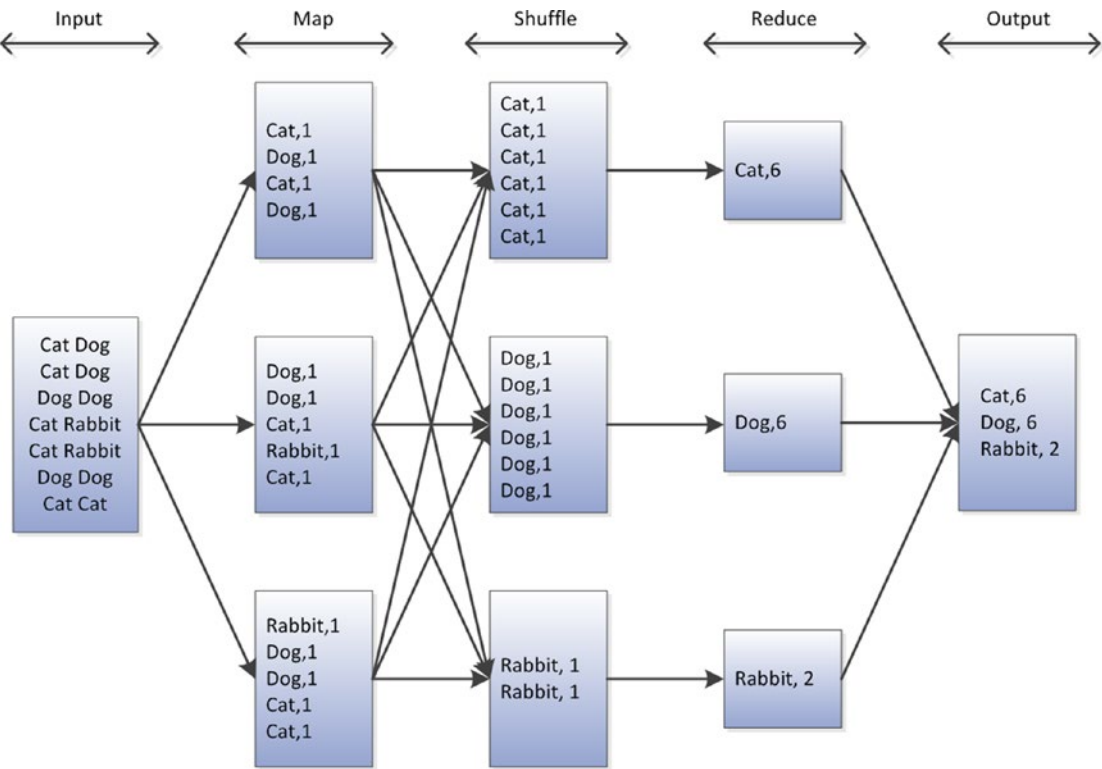 Input
Map
Shuffle
Reduce
Output
Cat Dog
Cat Dog
Dog Dog
Cat Rabbit
Cat Rabbit
Dog Dog
Cat Cat
Cat,1
Dog,1
Cat,1
Dog,1
Dog,1
Dog,1
Cat,1
Rabbit,1
Cat,1
Rabbit,1
Dog,1
Dog,1
Cat,1
Cat,1
Cat,1
Cat,1
Cat,1
Cat,1
Cat,1
Cat,1
Dog,1
Dog,1
Dog,1
Dog,1
Dog,1
Dog,1
Rabbit, 1
Rabbit, 1
Cat,6
Dog,6
Rabbit, 2
Cat,6
Dog, 6
Rabbit, 2